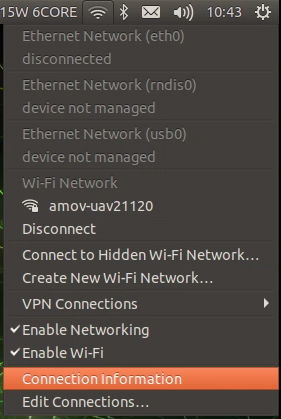 15W 6CORE 10:43
Ethernet Network (eth0)
disconnected
Ethernet Network (rndis0)
device not managed
Ethernet Network (usb0)
device not managed
Wi-Fi Network
amov-uav21120
Disconnect
Connect to Hidden Wi-Fi Network…
Create New Wi-Fi Network…
VPN Connections
Enable Networking
Enable Wi-Fi
Connection Information
Edit Connections…